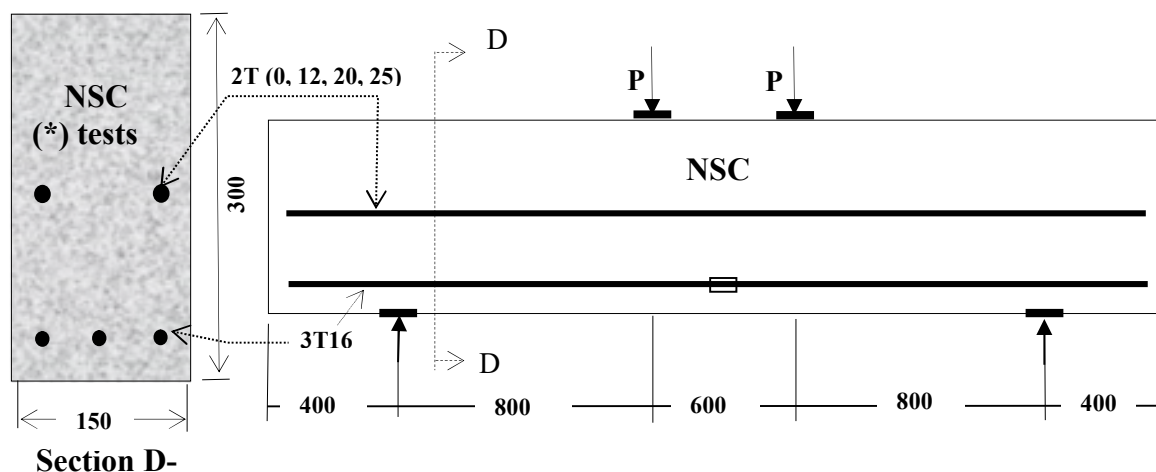 NSC
(*) tests
300
150
Section D-
2T (0, 12, 20, 25)
3T16
D
D
P
P
NSC
400
800
600
800
400